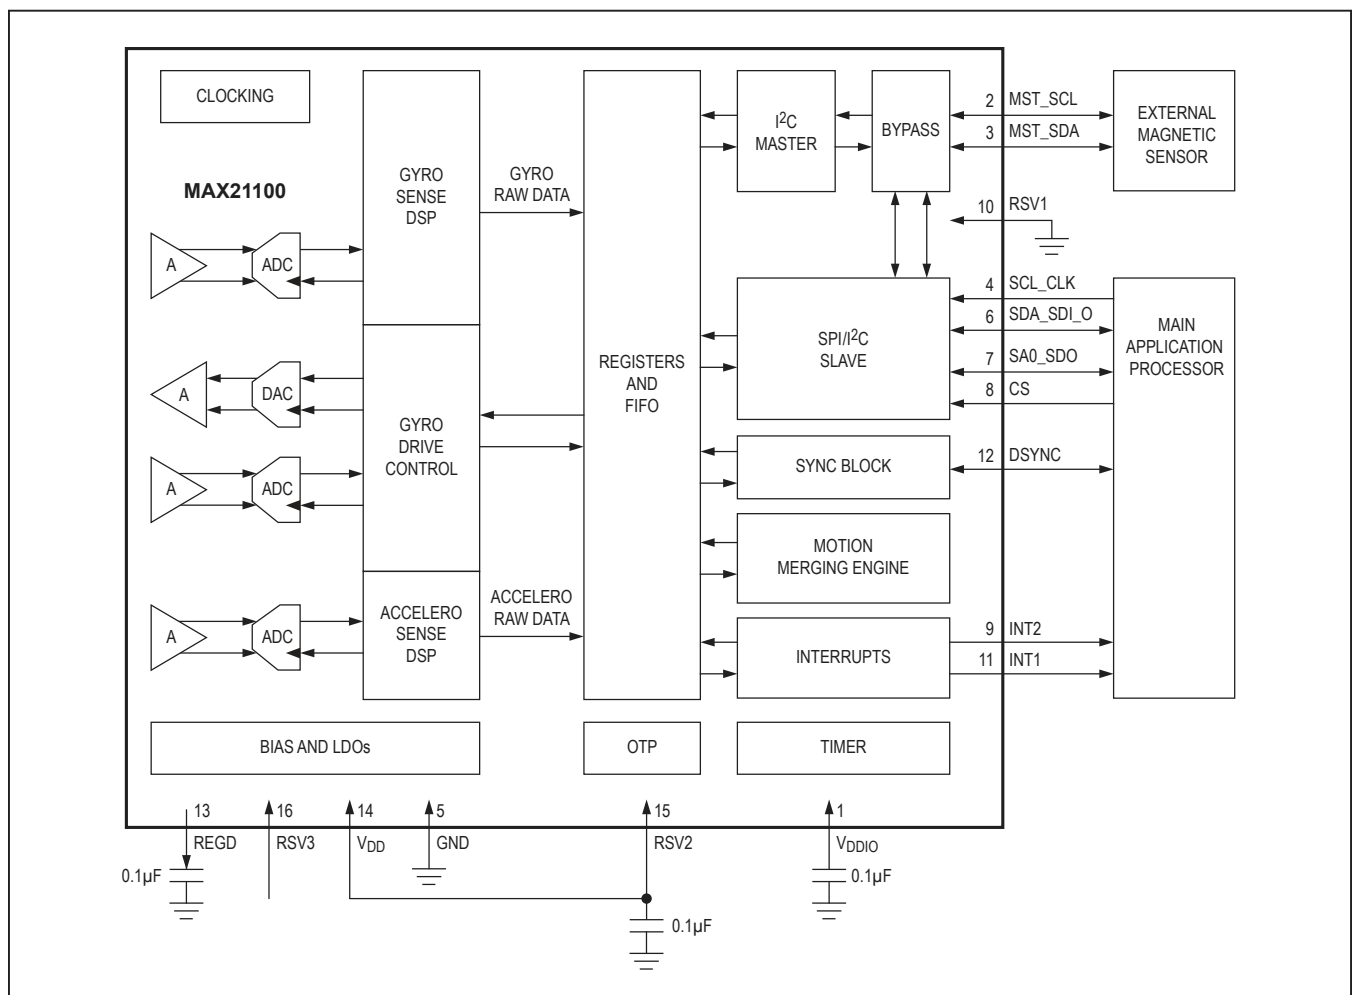 CLOCKING
MAX21100
A
ADC
A
DAC
A
ADC
A
ADC
GYRO
SENSE
DSP
GYRO
DRIVE
CONTROL
ACCELERO
SENSE
DSP
GYRO
RAW DATA
ACCELERO
RAW DATA
REGISTERS
AND
FIFO
I2C
MASTER
BYPASS
SPI/I2C
SLAVE
SYNC BLOCK
MOTION
MERGING ENGINE
INTERRUPTS
2 MST_SCL
3 MST_SDA
10 RSV1
4 SCL_CLK
6 SDA_SDI_O
7 SA0_SDO
8 CS
12 DSYNC
9 INT2
11 INT1
EXTERNAL
MAGNETIC
SENSOR
MAIN
APPLICATION
PROCESSOR
BIAS AND LDOs
OTP
TIMER
13
REGD
16
RSV3
14
VDD
5
GND
15
RSV2
1
VDDIO
0.1µF
0.1µF
0.1µF